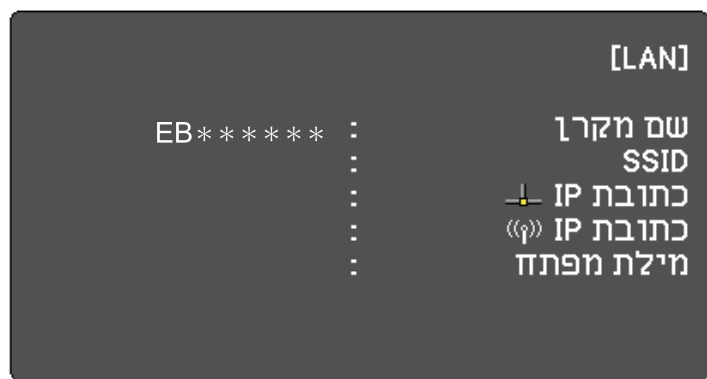 [LAN]
שם מקרן : EB∗∗∗∗∗∗
SSID :
כתובת IP :
כתובת IP :
מילת מפתח :